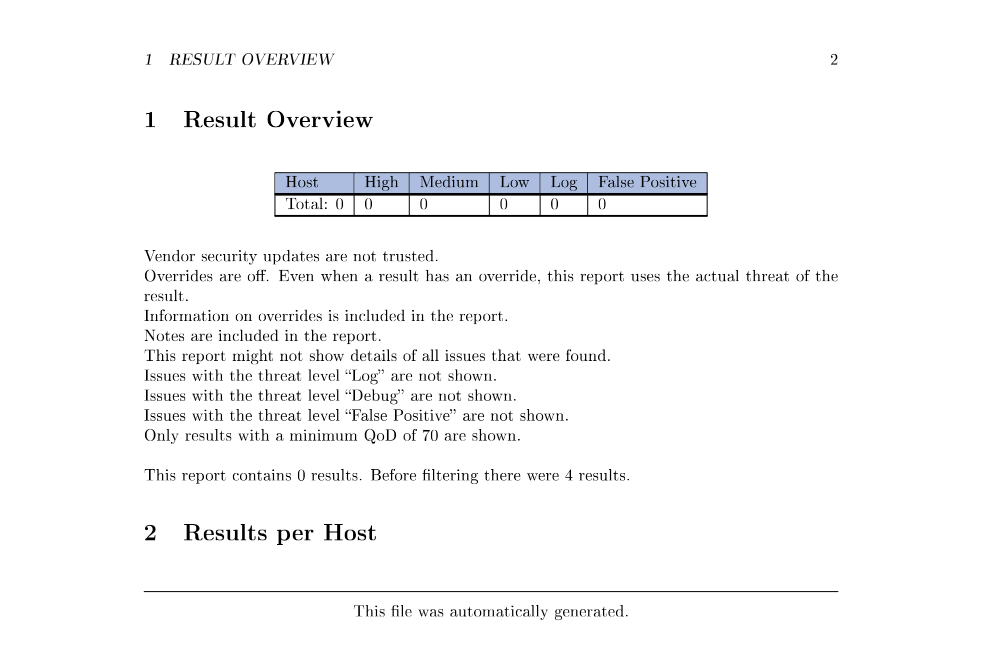 1 RESULT OVERVIEW 2
1 Result Overview
Host High Medium Low Log False Positive
Total: 0 0 0 0 0 0
Vendor security updates are not trusted.
Overrides are off. Even when a result has an override, this report uses the actual threat of the
result.
Information on overrides is included in the report.
Notes are included in the report.
This report might not show details of all issues that were found.
Issues with the threat level “Log” are not shown.
Issues with the threat level “Debug” are not shown.
Issues with the threat level “False Positive” are not shown.
Only results with a minimum QoD of 70 are shown.
This report contains 0 results. Before filtering there were 4 results.
2 Results per Host
This file was automatically generated.